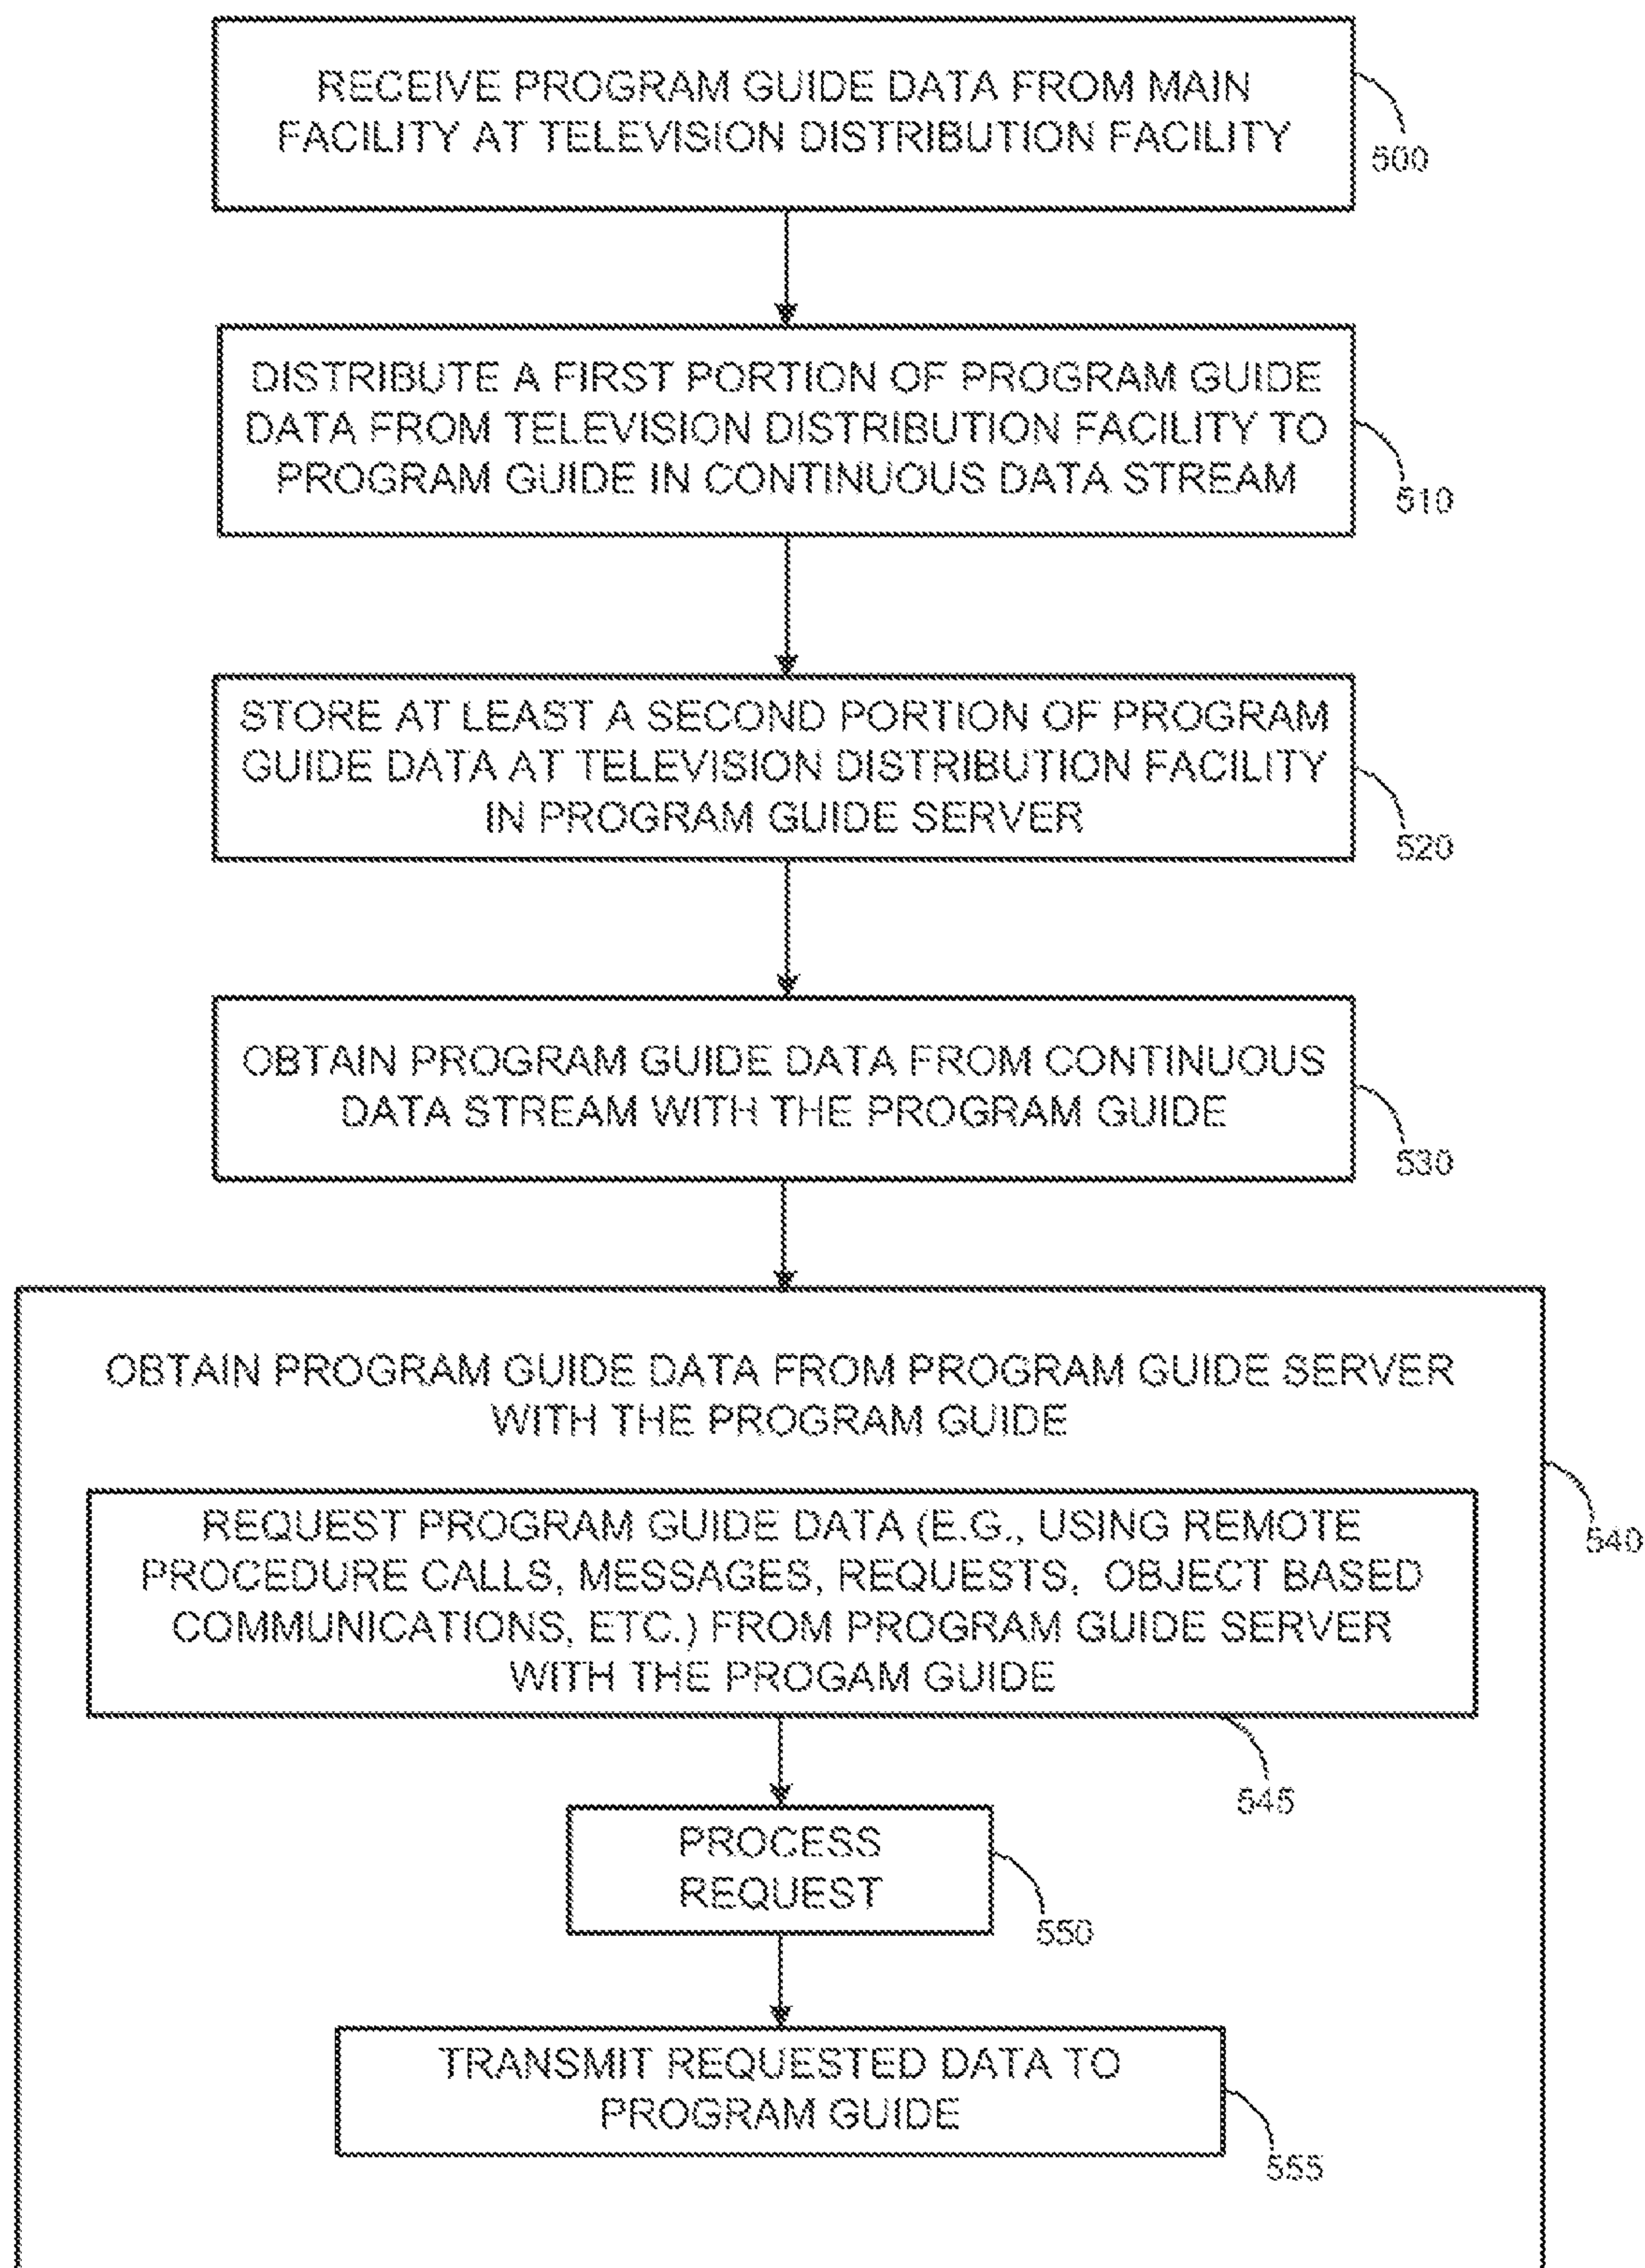 RECEIVE PROGRAM GUIDE DATA FROM MAIN
FACILITY AT TELEVISION DISTRIBUTION FACILITY
500
DISTRIBUTE A FIRST PORTION OF PROGRAM GUIDE
DATA FROM TELEVISION DISTRIBUTION FACILITY TO
PROGRAM GUIDE IN CONTINUOUS DATA STREAM
510
STORE AT LEAST A SECOND PORTION OF PROGRAM
GUIDE DATA AT TELEVISION DISTRIBUTION FACILITY
IN PROGRAM GUIDE SERVER
520
OBTAIN PROGRAM GUIDE DATA FROM CONTINUOUS
DATA STREAM WITH THE PROGRAM GUIDE
530
OBTAIN PROGRAM GUIDE DATA FROM PROGRAM GUIDE SERVER
WITH THE PROGRAM GUIDE
540
REQUEST PROGRAM GUIDE DATA (E.G., USING REMOTE
PROCEDURE CALLS, MESSAGES, REQUESTS, OBJECT BASED
COMMUNICATIONS, ETC.) FROM PROGRAM GUIDE SERVER
WITH THE PROGAM GUIDE
545
PROCESS
REQUEST
550
TRANSMIT REQUESTED DATA TO
PROGRAM GUIDE
555